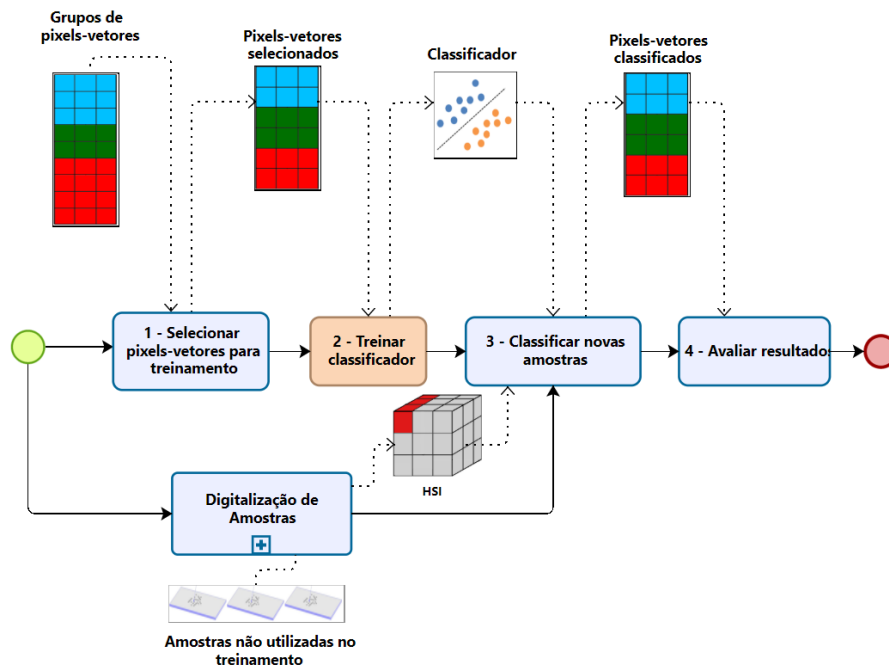 Grupos de
pixels-vetores
Pixels-vetores
selecionados
Classificador
Pixels-vetores
classificados
1 - Selecionar
pixels-vetores para
treinamento
2 - Treinar
classificador
3 - Classificar novas
amostras
4 - Avaliar resultado
HSI
Digitalização de
Amostras
Amostras não utilizadas no
treinamento